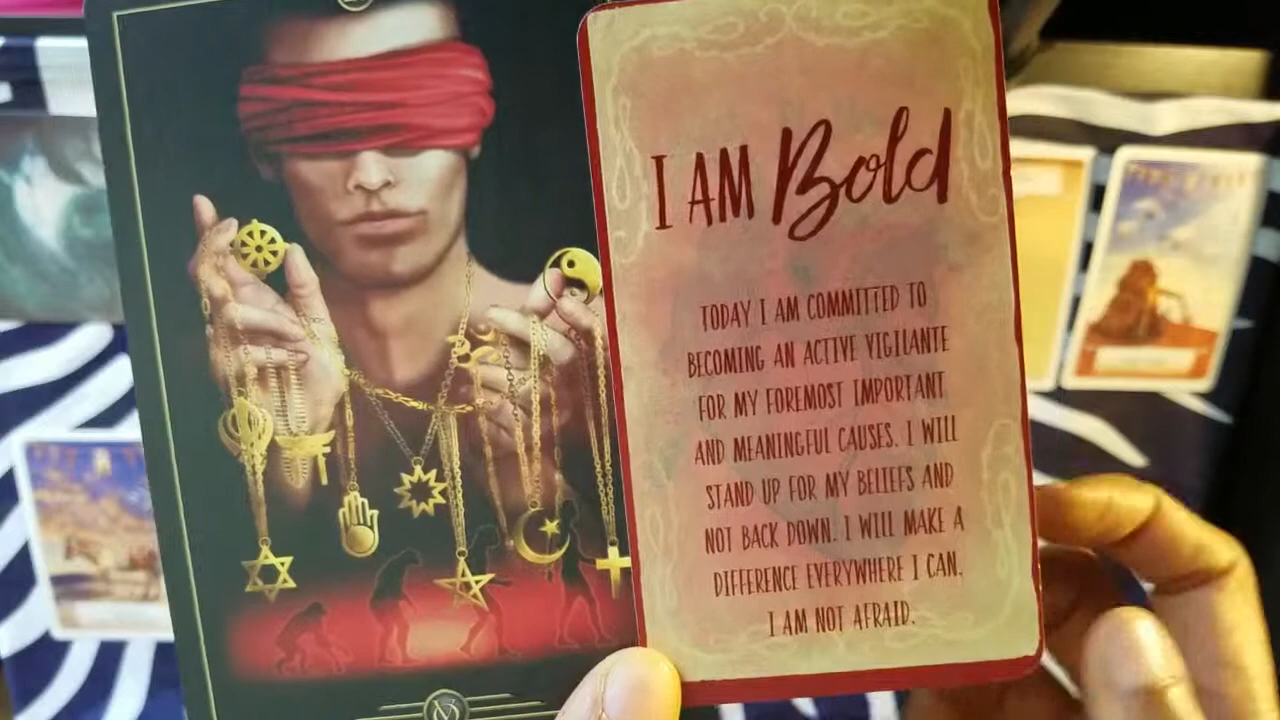 I AM Bold
TODAY I AM COMMITTED TO
BECOMING AN ACTIVE VIGILANTE
FOR MY FOREMOST IMPORTANT
AND MEANINGFUL CAUSES. I WILL
STAND UP FOR MY BELIEFS AND
NOT BACK DOWN. I WILL MAKE A
DIFFERENCE EVERYWHERE I CAN.
I AM NOT AFRAID.